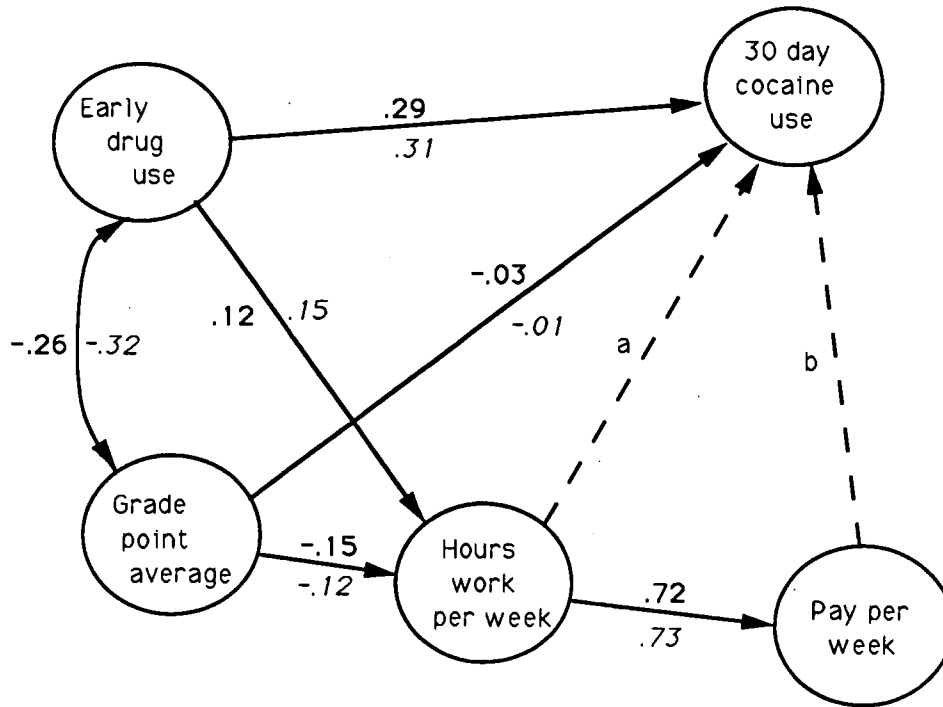 Early
drug
use
30 day
cocaine
use
.29
.31
-.03
-.01
.12 .15
-.26 -.32
a
b
Grade
point
average
-.15
-.12
Hours
work
per week
.72
.73
Pay per
week